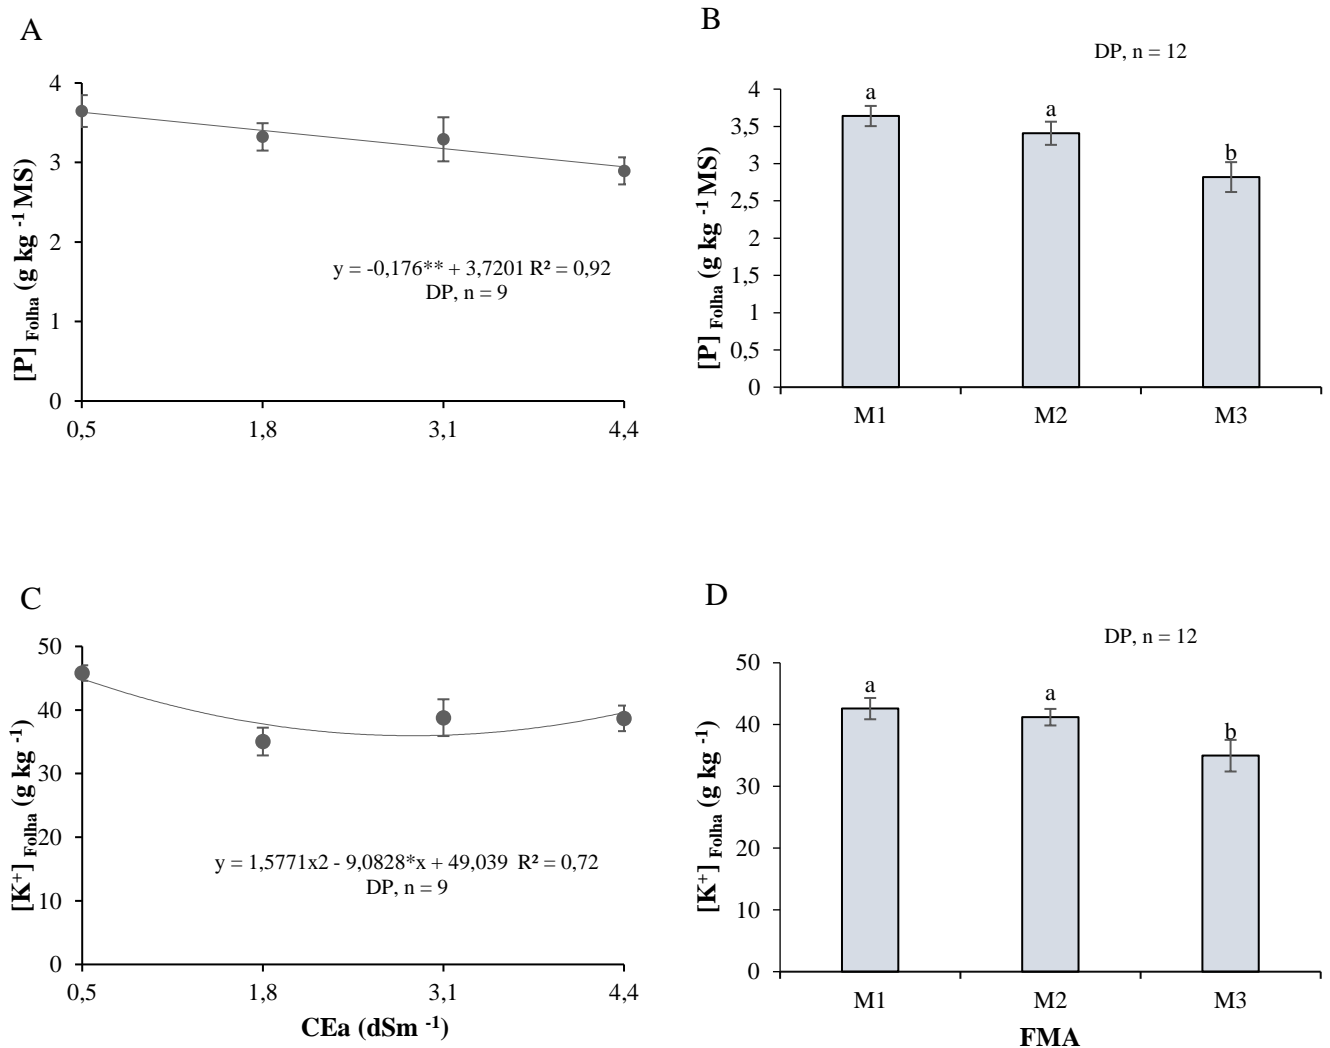 A
[P] Folha (g kg -1 MS)
4
3
2
1
0
y = -0,176** + 3,7201 R² = 0,92
DP, n = 9
0,5 1,8 3,1 4,4
B
DP, n = 12
[P] Folha (g kg -1 MS)
4
3,5
3
2,5
2
1,5
1
0,5
0
a a b
M1 M2 M3
C
[K+] Folha (g kg -1)
50
40
30
20
10
0
y = 1,5771x2 - 9,0828*x + 49,039 R² = 0,72
DP, n = 9
0,5 1,8 3,1 4,4
CEa (dSm -1)
D
DP, n = 12
[K+] Folha (g kg -1)
50
40
30
20
10
0
a a b
M1 M2 M3
FMA